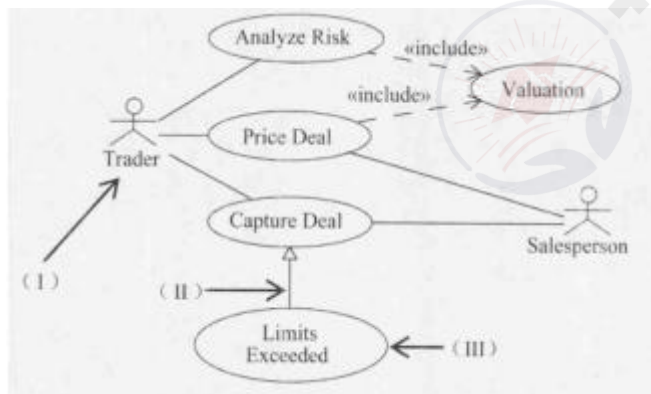 Analyze Risk
«include»
Valuation
«include»
Price Deal
Trader
Capture Deal
Salesperson
( I )
( II )
Limits
Exceeded
( III )